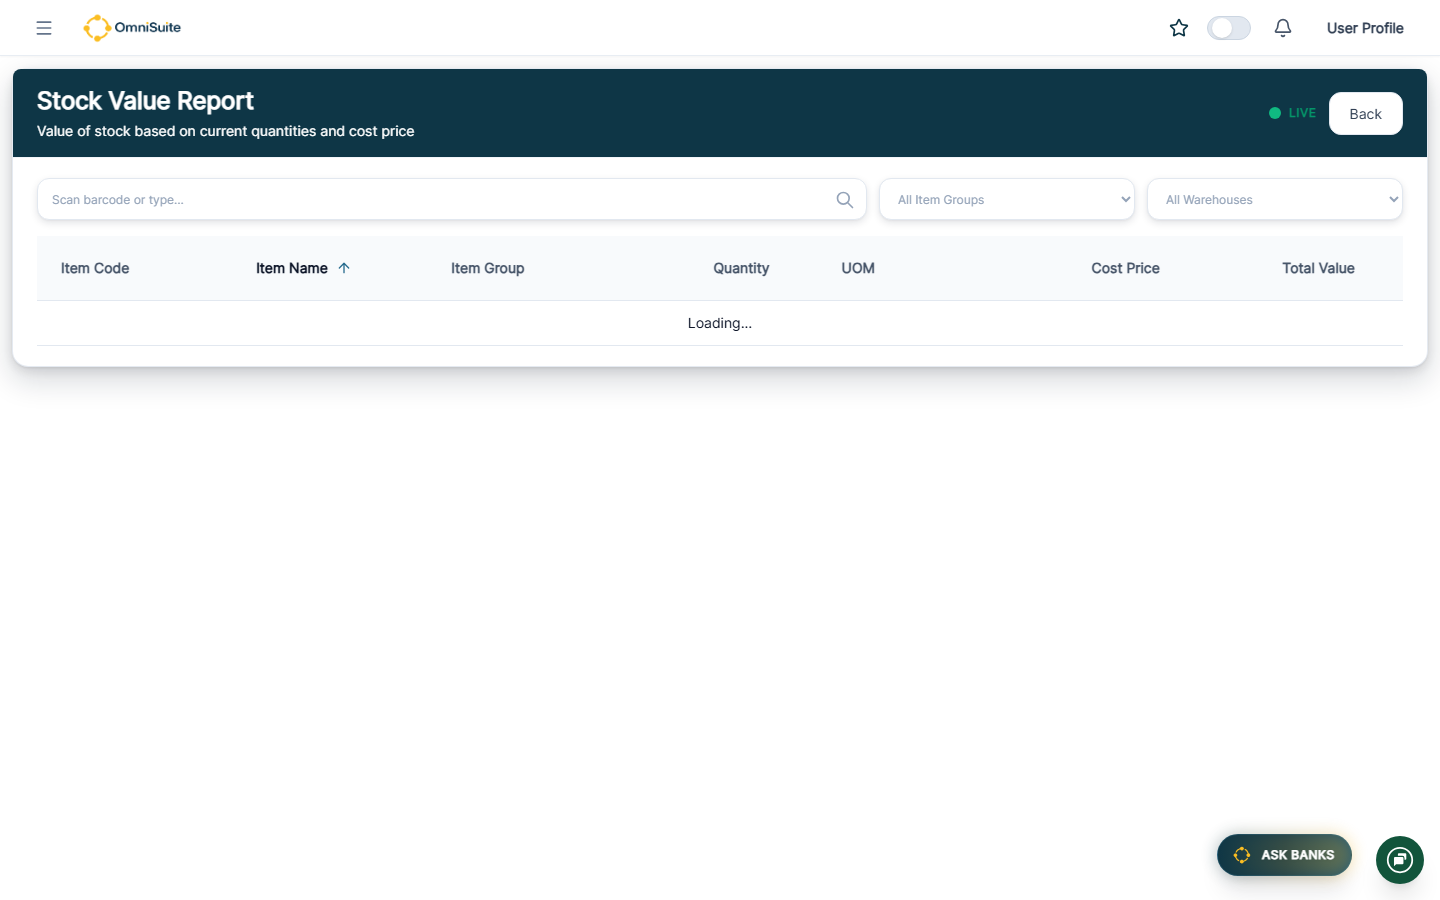 OmniSuite
User Profile
Stock Value Report
Value of stock based on current quantities and cost price
LIVE
Back
Scan barcode or type...
All Item Groups
All Warehouses
Item Code
Item Name
Item Group
Quantity
UOM
Cost Price
Total Value
Loading...
ASK BANKS